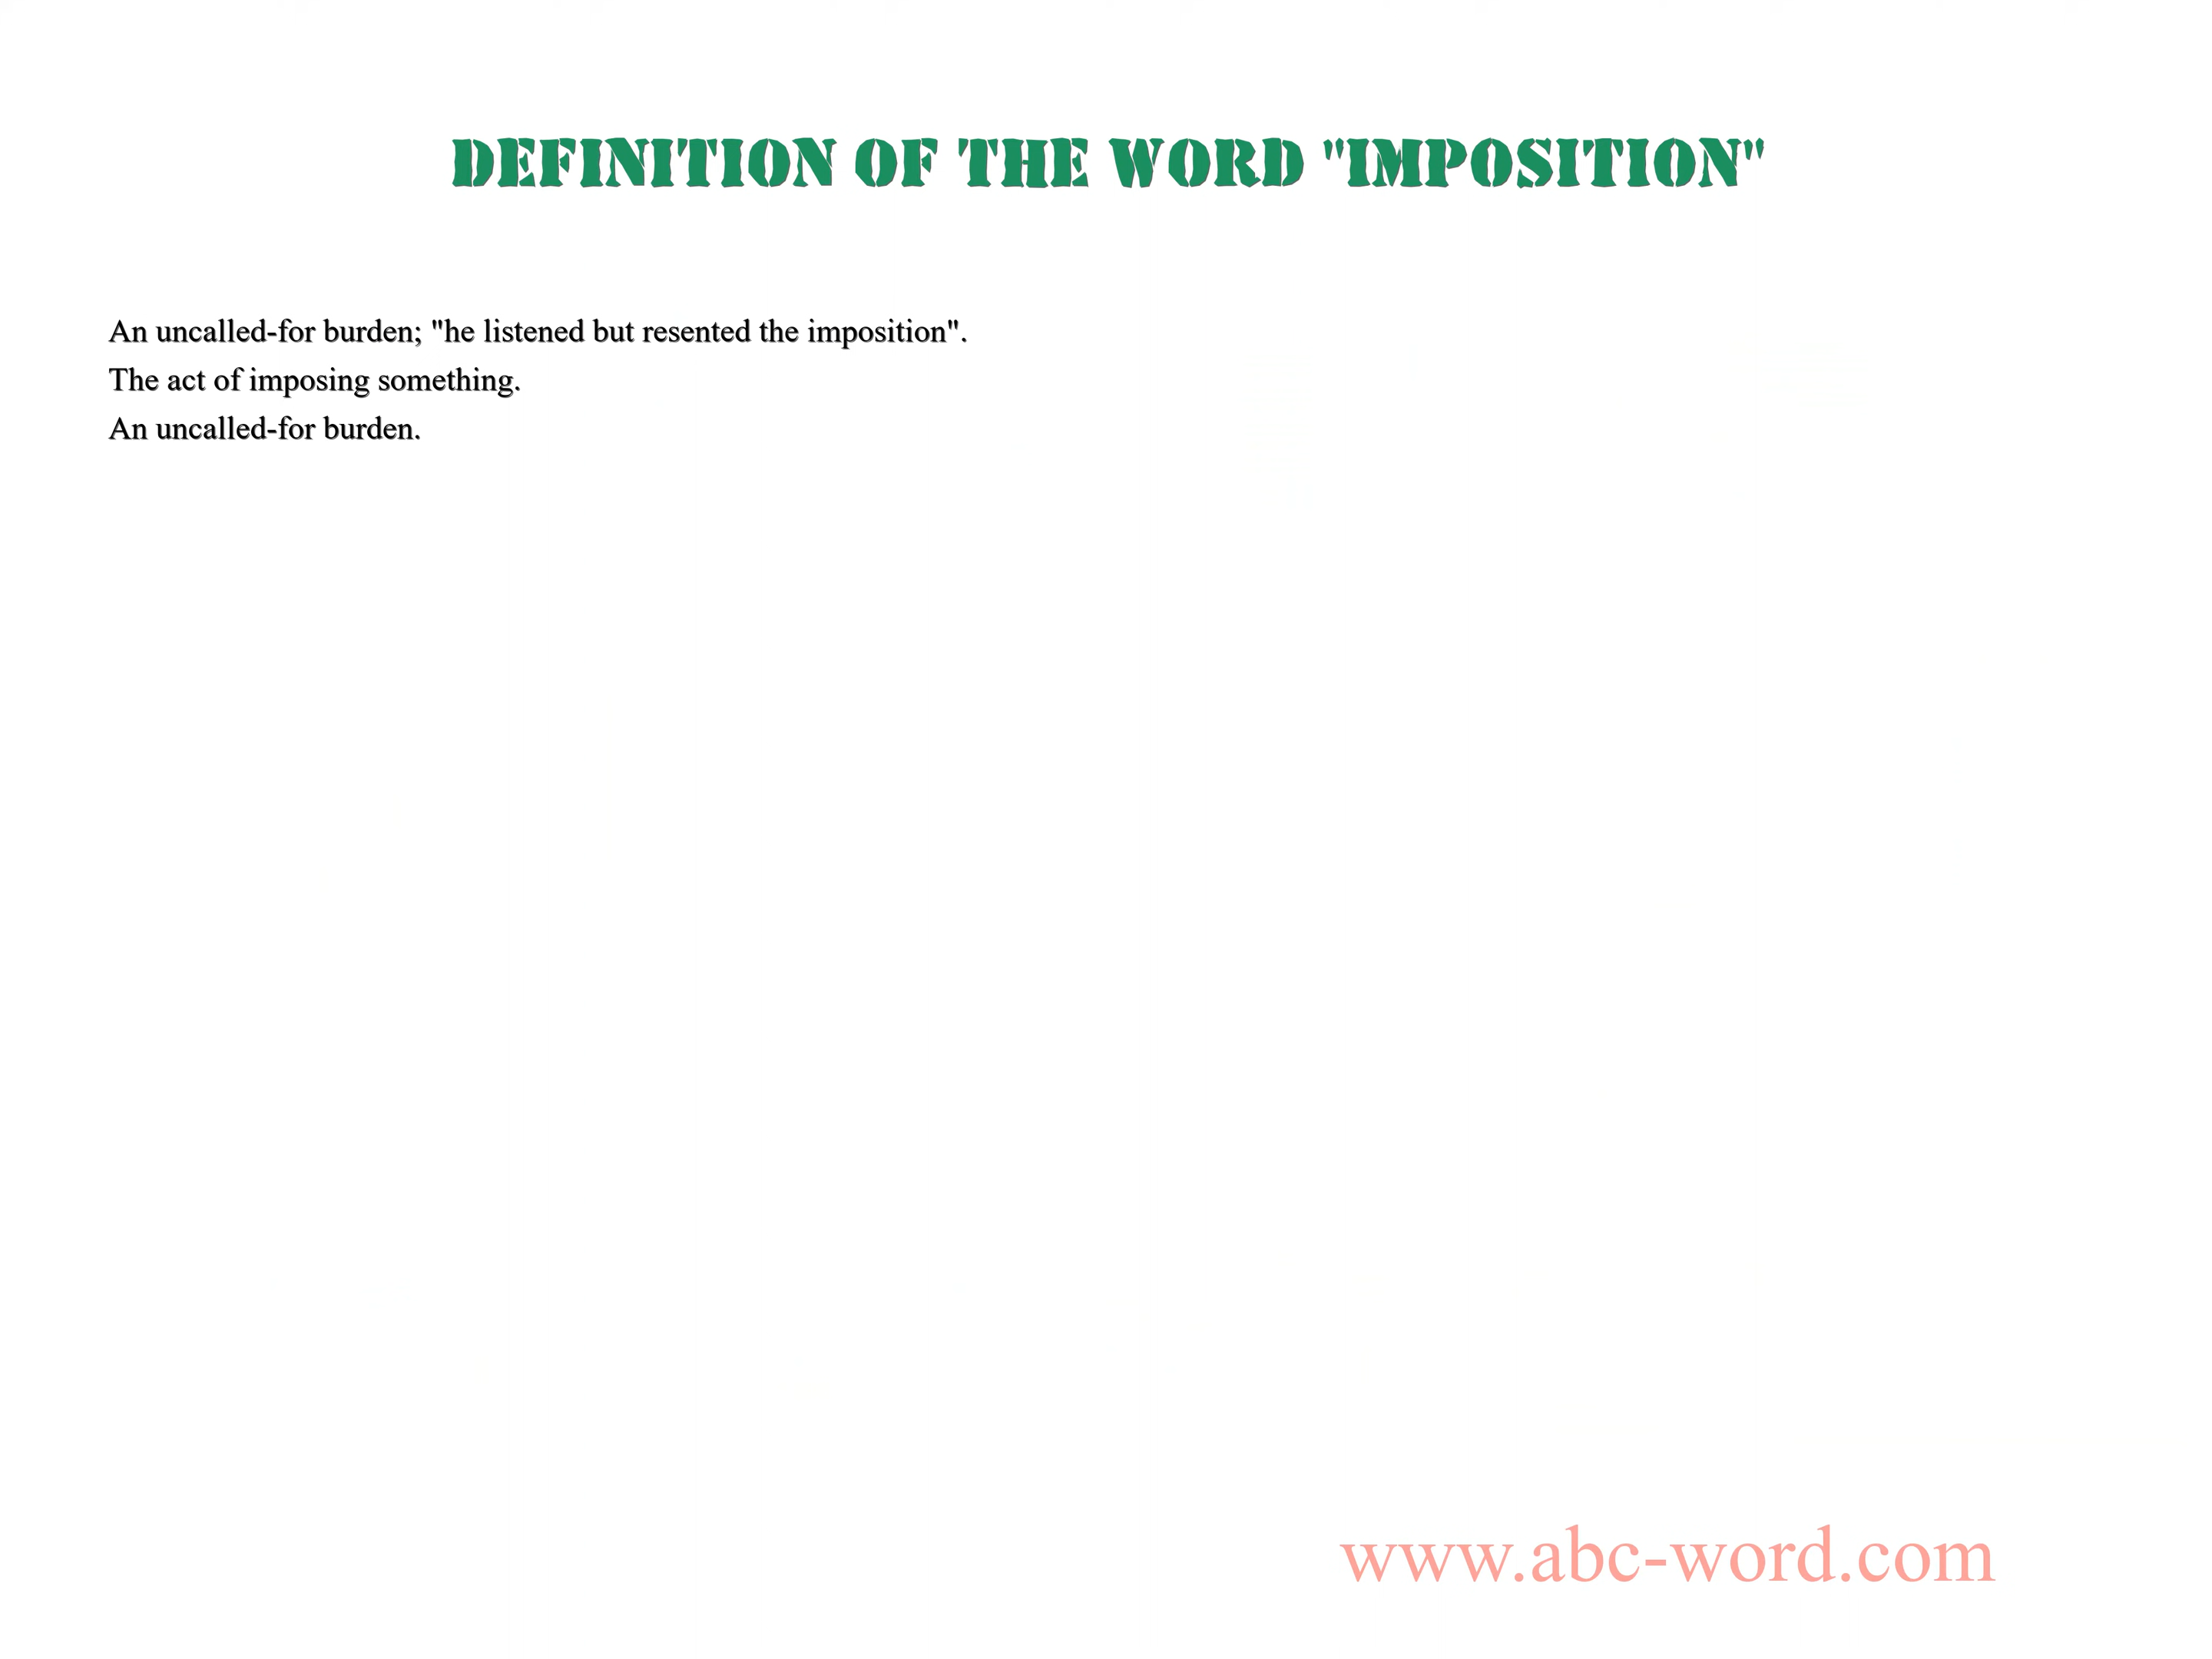 DEFINITION OF THE WORD "IMPOSITION"
An uncalled-for burden; "he listened but resented the imposition".
The act of imposing something.
An uncalled-for burden.
www.abc-word.com